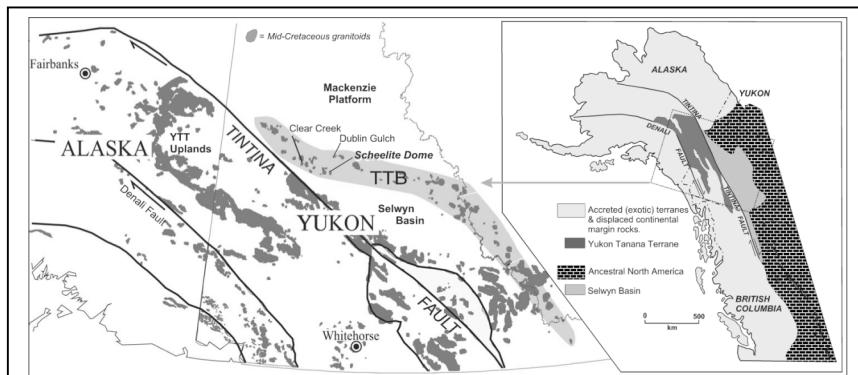 = Mid-Cretaceous granitoids
Fairbanks
Mackenzie
Platform
Clear Creek
Dublin Gulch
Scheelite Dome
YTT
Uplands
TINTINA
ALASKA
TTB
Denali Fault
YUKON
Selwyn
Basin
FAULT
Whitehorse
ALASKA
YUKON
TINTINA
DENALI
FAULT
TINTINA
FAULT
Accreted (exotic) terranes
& displaced continental
margin rocks.
Yukon Tanana Terrane
Ancestral North America
Selwyn Basin
BRITISH
COLUMBIA
0
500
km